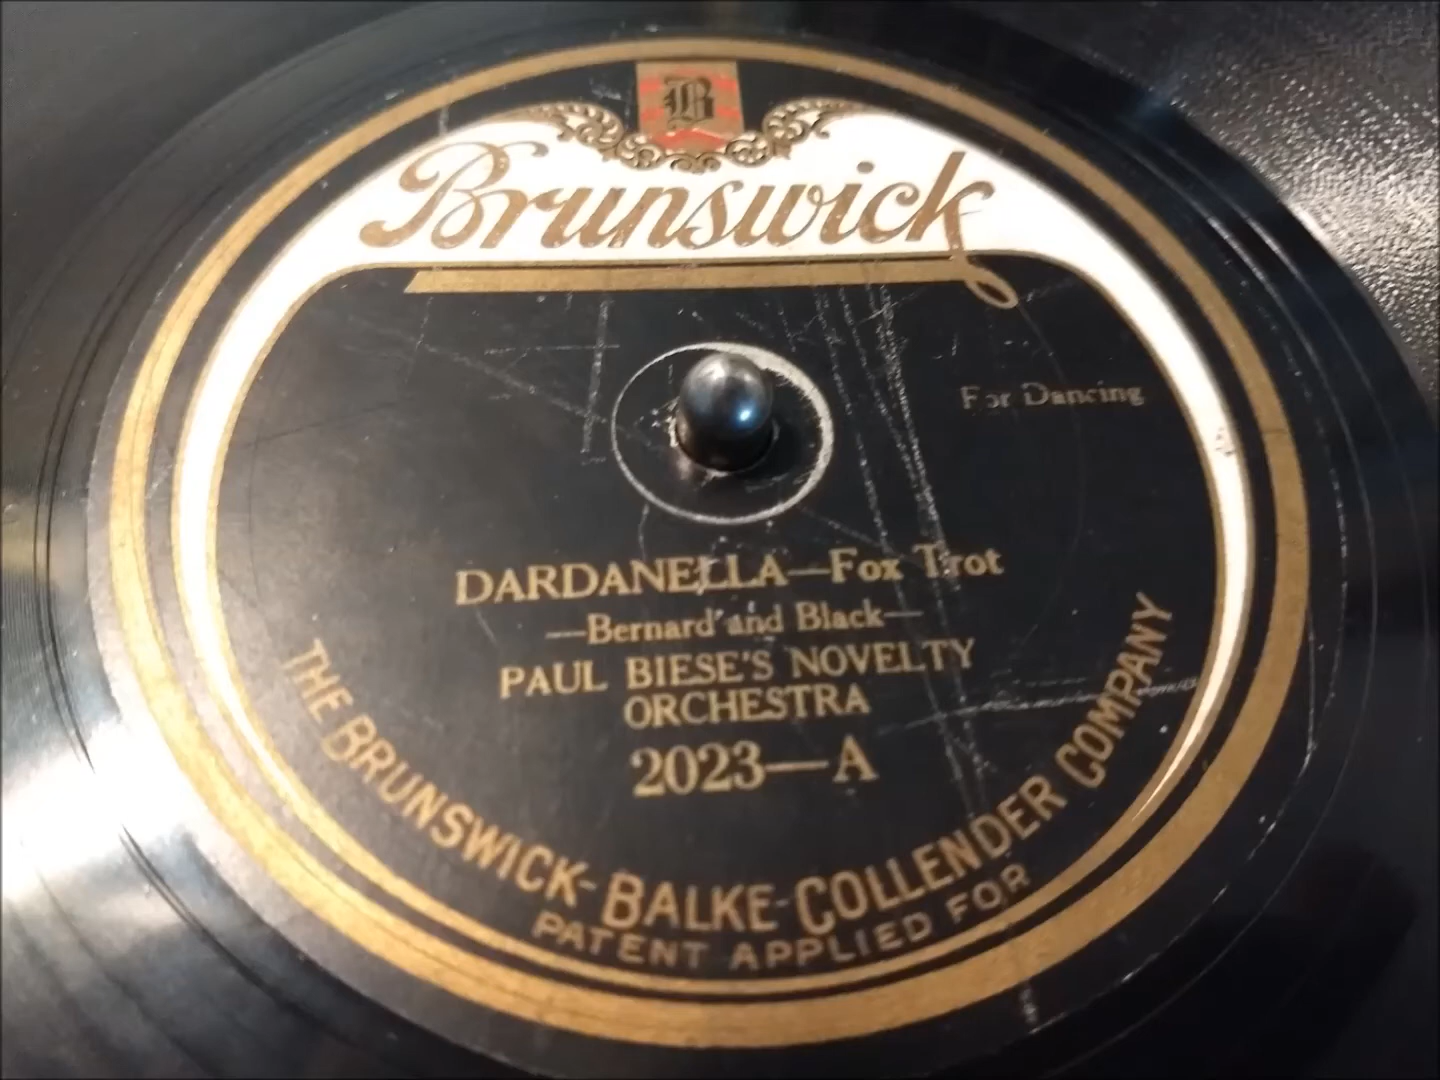 B
Brunswick
For Dancing
DARDANELLA—Fox Trot
—Bernard and Black—
PAUL BIESE'S NOVELTY
ORCHESTRA
2023—A
THE BRUNSWICK-BALKE-COLLENDER COMPANY
PATENT APPLIED FOR